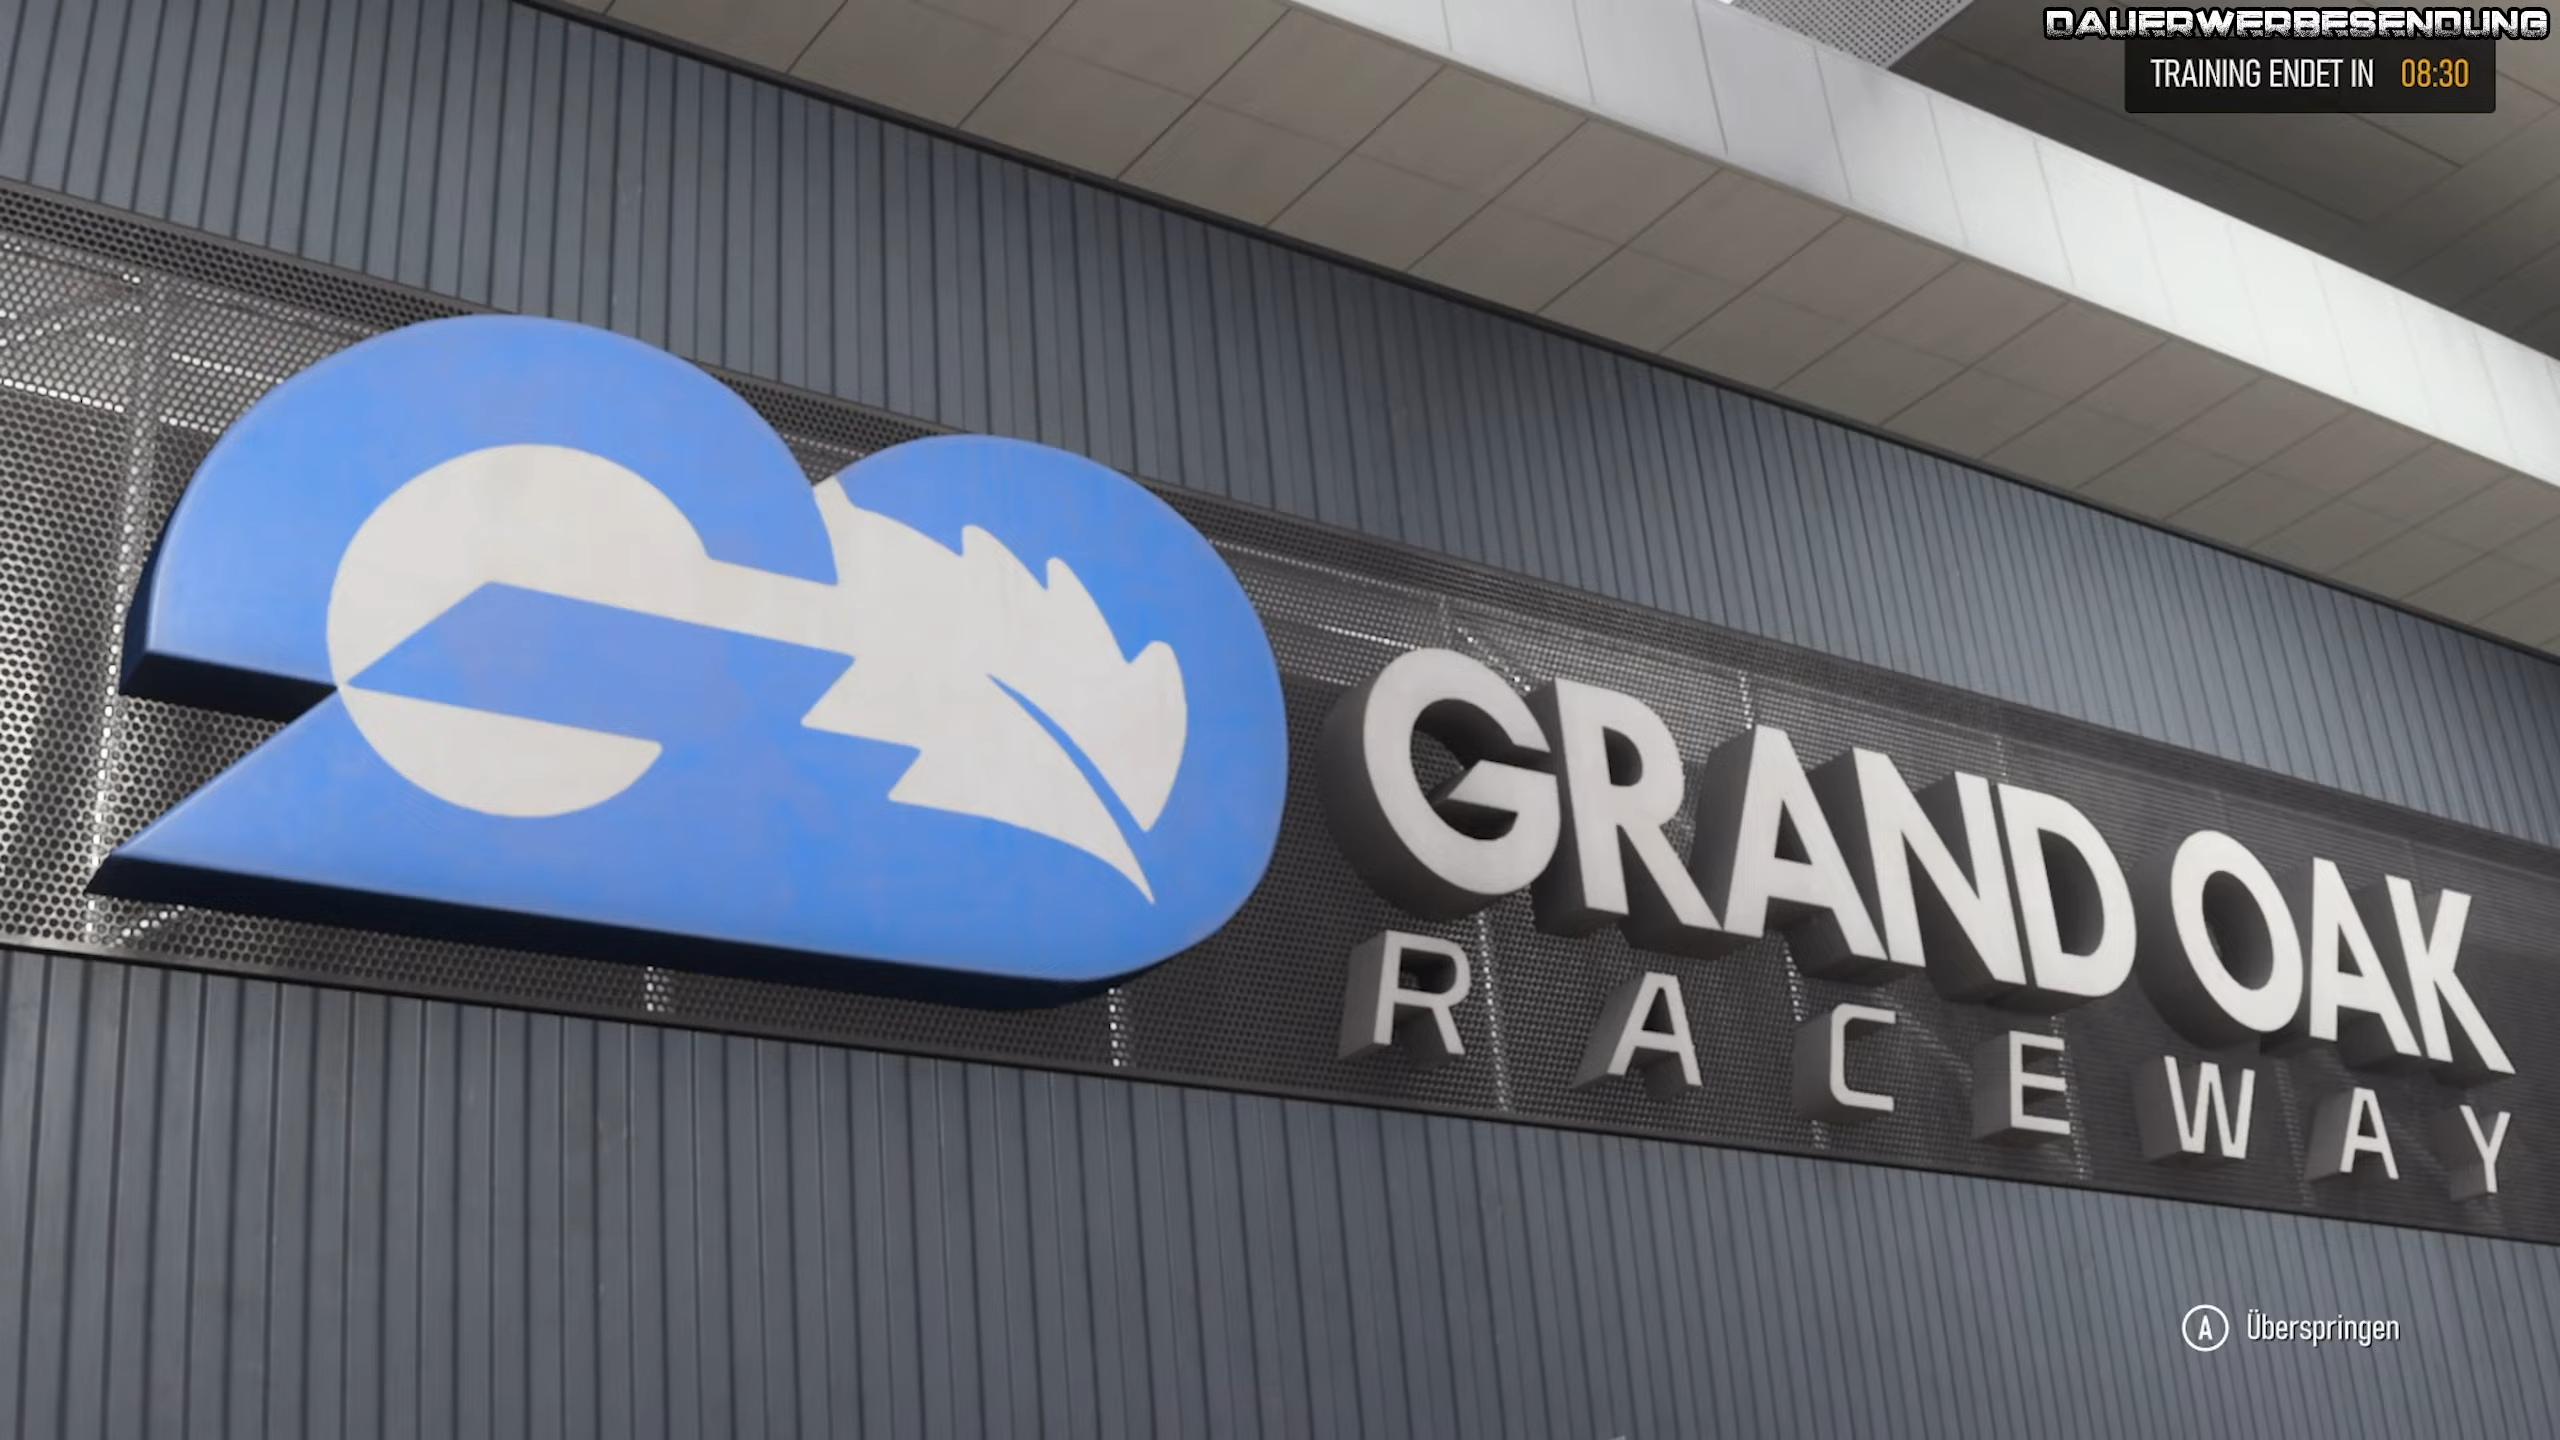 DAUERWERBESENDUNG
TRAINING ENDET IN 08:30
GRAND OAK
RACEWAY
A Überspringen